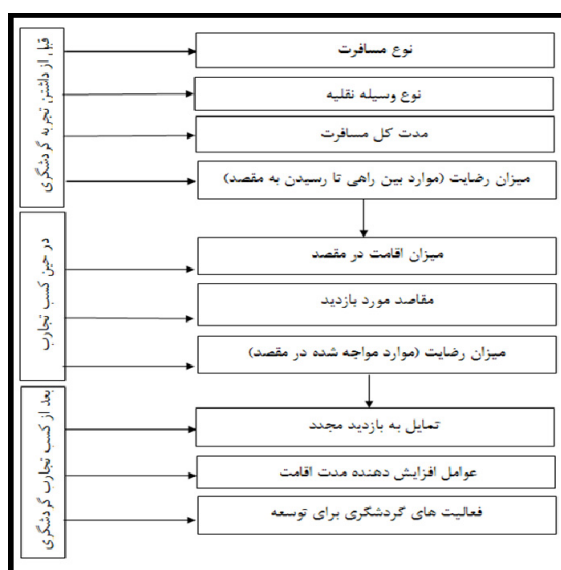 قبل از داشتن تجربه گردشگری
نوع مسافرت
نوع وسیله نقلیه
مدت کل مسافرت
میزان رضایت (موارد بین راهی تا رسیدن به مقصد)
در حین کسب تجارب
میزان اقامت در مقصد
مقاصد مورد بازدید
میزان رضایت (موارد مواجه شده در مقصد)
بعد از کسب تجارب گردشگری
تمایل به بازدید مجدد
عوامل افزایش دهنده مدت اقامت
فعالیت های گردشگری برای توسعه